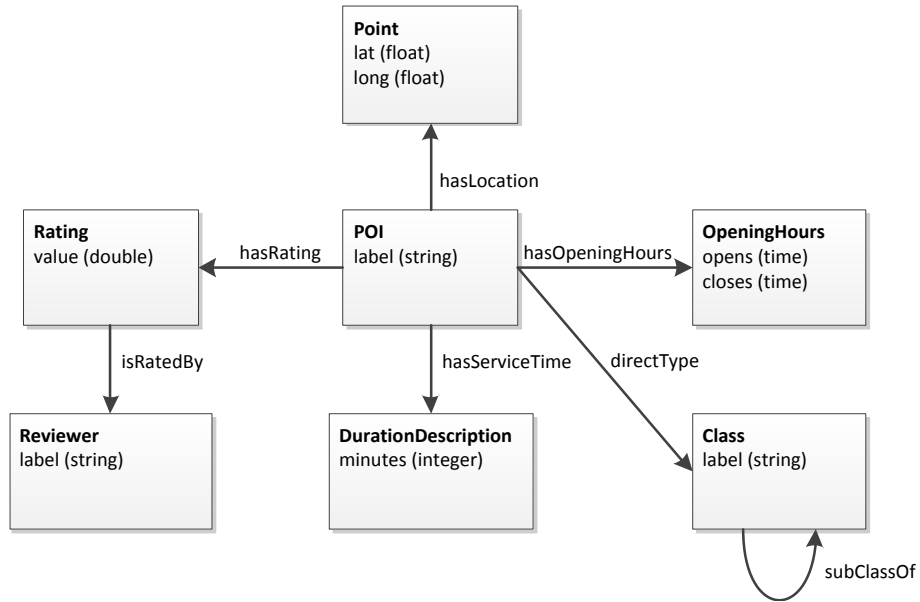 Point
lat (float)
long (float)
hasLocation
Rating
value (double)
hasRating
POI
label (string)
hasOpeningHours
OpeningHours
opens (time)
closes (time)
isRatedBy
hasServiceTime
directType
Reviewer
label (string)
DurationDescription
minutes (integer)
Class
label (string)
subClassOf